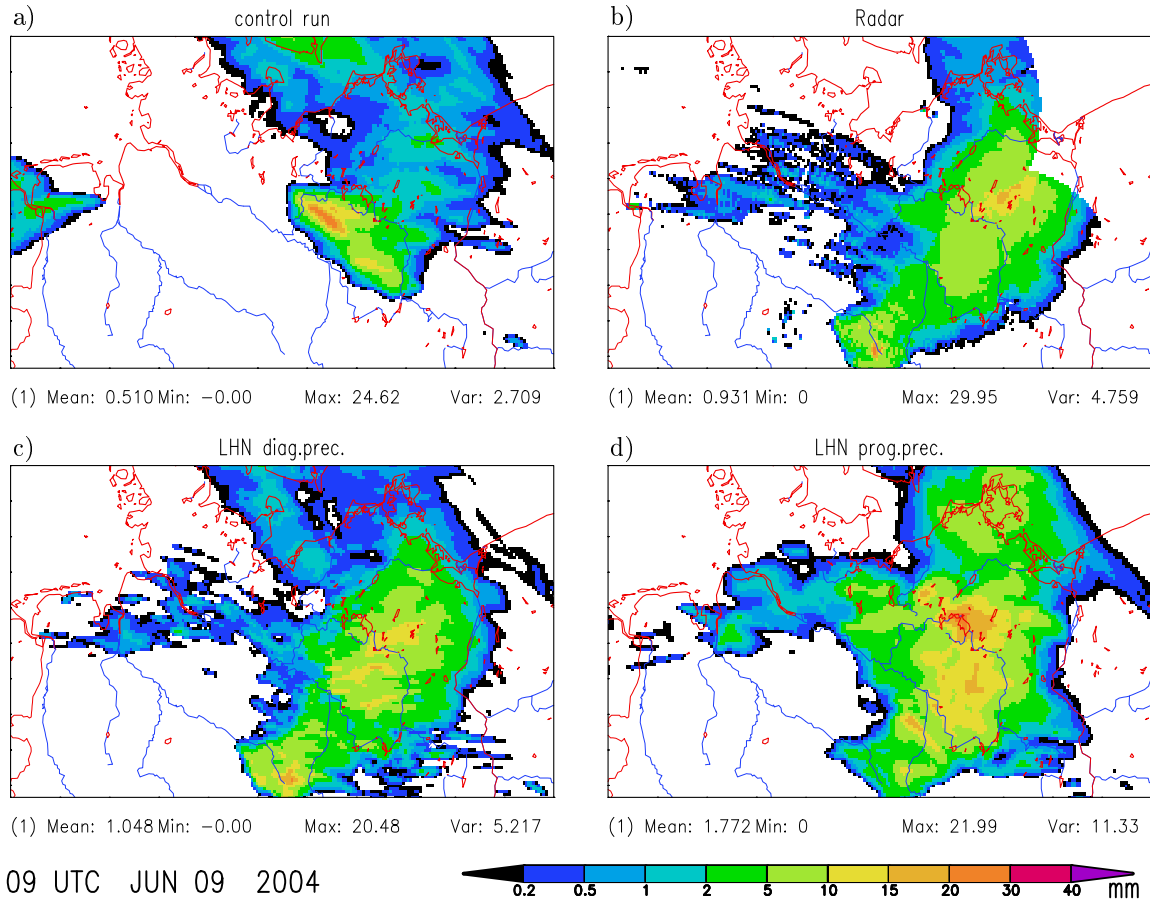 a) control run
b) Radar
(1) Mean: 0.510 Min: −0.00 Max: 24.62 Var: 2.709
(1) Mean: 0.931 Min: 0 Max: 29.95 Var: 4.759
c) LHN diag.prec.
d) LHN prog.prec.
(1) Mean: 1.048 Min: −0.00 Max: 20.48 Var: 5.217
(1) Mean: 1.772 Min: 0 Max: 21.99 Var: 11.33
09 UTC JUN 09 2004
0.2 0.5 1 2 5 10 15 20 30 40 mm